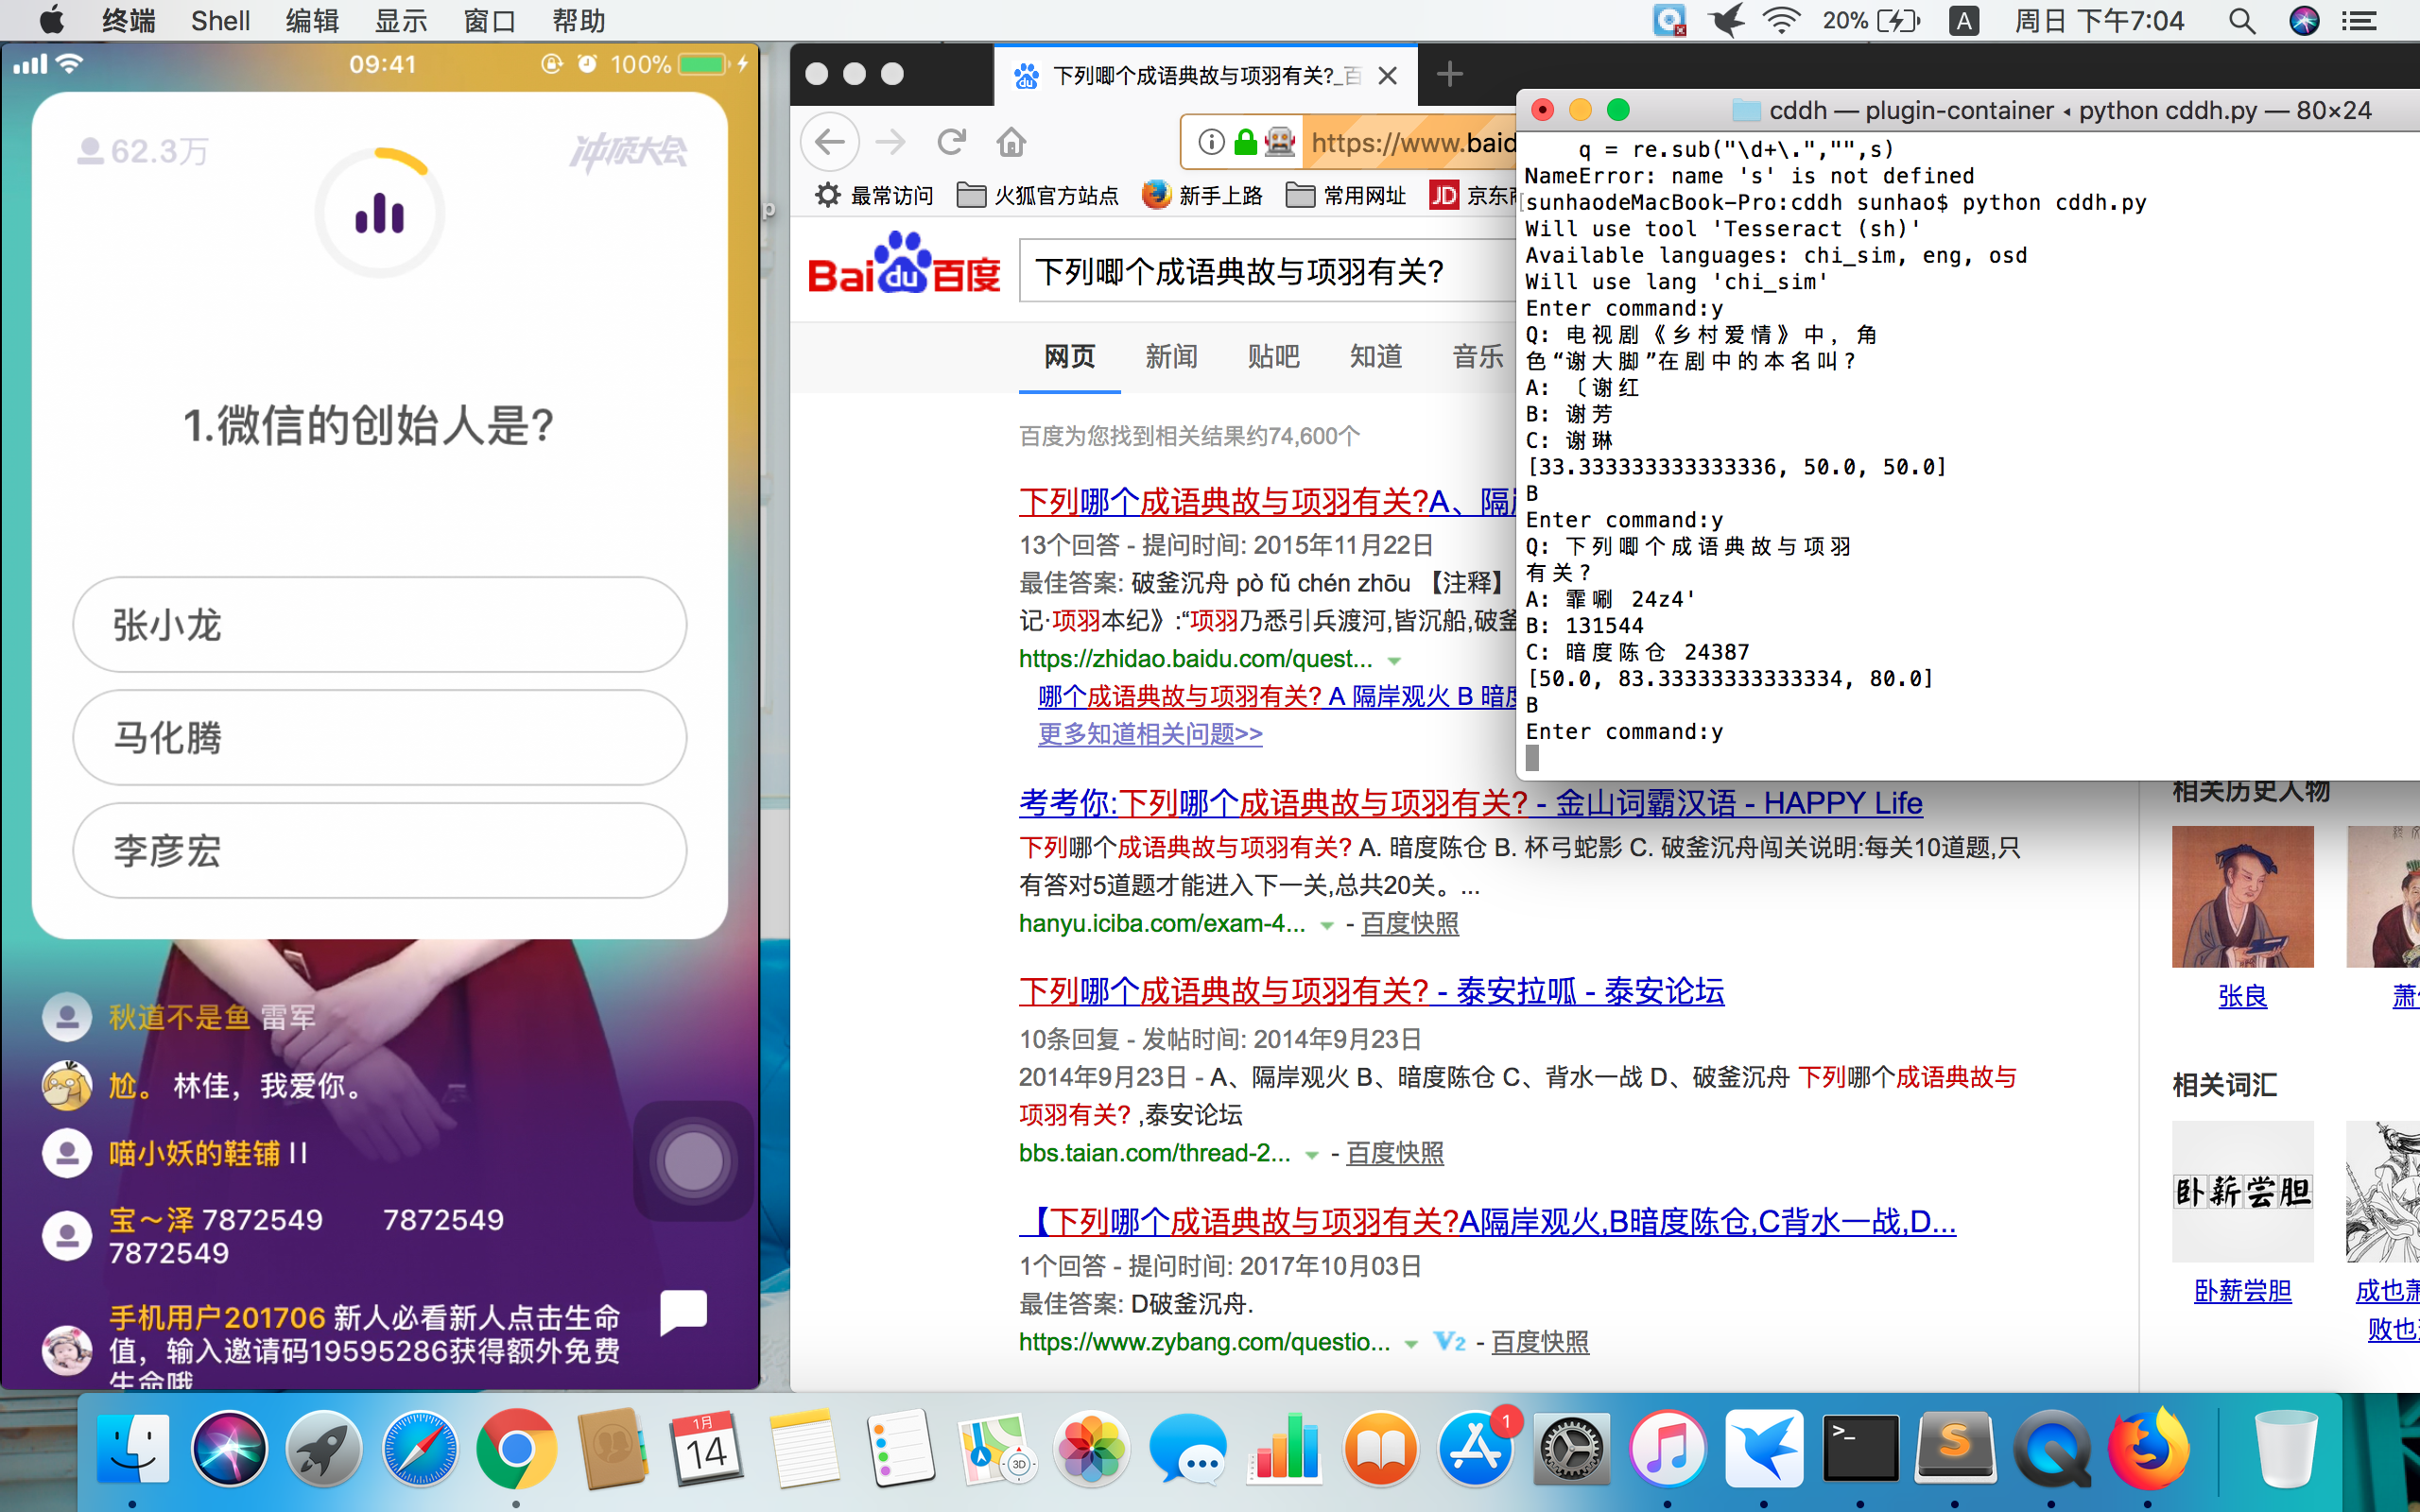 终端 Shell 编辑 显示 窗口 帮助
20% A 周日 下午7:04
09:41 100%
62.3万 冲顶大会
1.微信的创始人是?
张小龙
马化腾
李彦宏
秋道不是鱼 雷军
尬。 林佳，我爱你。
喵小妖的鞋铺 I I
宝～泽 7872549 7872549
7872549
手机用户201706 新人必看新人点击生命
值，输入邀请码19595286获得额外免费
生命哦
下列唧个成语典故与项羽有关?_百
https://www.baid
最常访问 火狐官方站点 新手上路 常用网址 JD 京东商
Bai du 百度
下列唧个成语典故与项羽有关?
网页 新闻 贴吧 知道 音乐
百度为您找到相关结果约74,600个
下列哪个成语典故与项羽有关?A、隔
13个回答 - 提问时间: 2015年11月22日
最佳答案: 破釜沉舟 pò fǔ chén zhōu 【注释】
记·项羽本纪》:“项羽乃悉引兵渡河,皆沉船,破釜
https://zhidao.baidu.com/quest...
哪个成语典故与项羽有关? A 隔岸观火 B 暗度
更多知道相关问题>>
考考你:下列哪个成语典故与项羽有关? - 金山词霸汉语 - HAPPY Life
下列哪个成语典故与项羽有关? A. 暗度陈仓 B. 杯弓蛇影 C. 破釜沉舟闯关说明:每关10道题,只
有答对5道题才能进入下一关,总共20关。...
hanyu.iciba.com/exam-4... - 百度快照
下列哪个成语典故与项羽有关? - 泰安拉呱 - 泰安论坛
10条回复 - 发帖时间: 2014年9月23日
2014年9月23日 - A、隔岸观火 B、暗度陈仓 C、背水一战 D、破釜沉舟 下列哪个成语典故与
项羽有关? ,泰安论坛
bbs.taian.com/thread-2... - 百度快照
【下列哪个成语典故与项羽有关?A隔岸观火,B暗度陈仓,C背水一战,D...
1个回答 - 提问时间: 2017年10月03日
最佳答案: D破釜沉舟.
https://www.zybang.com/questio... V2 - 百度快照
cddh — plugin-container ◂ python cddh.py — 80×24
q = re.sub("\d+\.","",s)
NameError: name 's' is not defined
[sunhaodeMacBook-Pro:cddh sunhao$ python cddh.py
Will use tool 'Tesseract (sh)'
Available languages: chi_sim, eng, osd
Will use lang 'chi_sim'
Enter command:y
Q: 电视剧《乡村爱情》中, 角
色“谢大脚”在剧中的本名叫?
A: 〔谢红
B: 谢芳
C: 谢琳
[33.333333333333336, 50.0, 50.0]
B
Enter command:y
Q: 下列唧个成语典故与项羽
有关?
A: 霏唰 24z4'
B: 131544
C: 暗度陈仓 24387
[50.0, 83.33333333333334, 80.0]
B
Enter command:y
相关历史人物
张良 萧
相关词汇
卧薪尝胆
卧薪尝胆 成也萧
败也
1月
14
3D
1